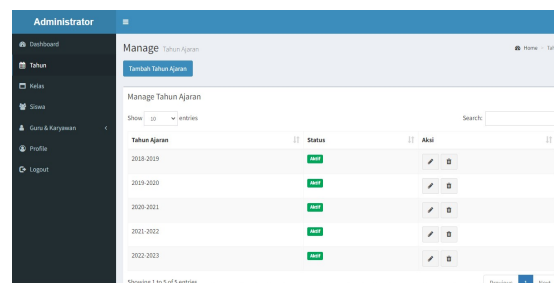 Administrator
Dashboard
Manage Tahun Ajaran
Home
Tahun
Tambah Tahun Ajaran
Kelas
Manage Tahun Ajaran
Siswa
Show 10 entries
Search:
Guru & Karyawan
Tahun Ajaran Status Aksi
Profile
2018-2019 Aktif
Logout
2019-2020 Aktif
2020-2021 Aktif
2021-2022 Aktif
2022-2023 Aktif
Showing 1 to 5 of 5 entries
Previous 1 Next